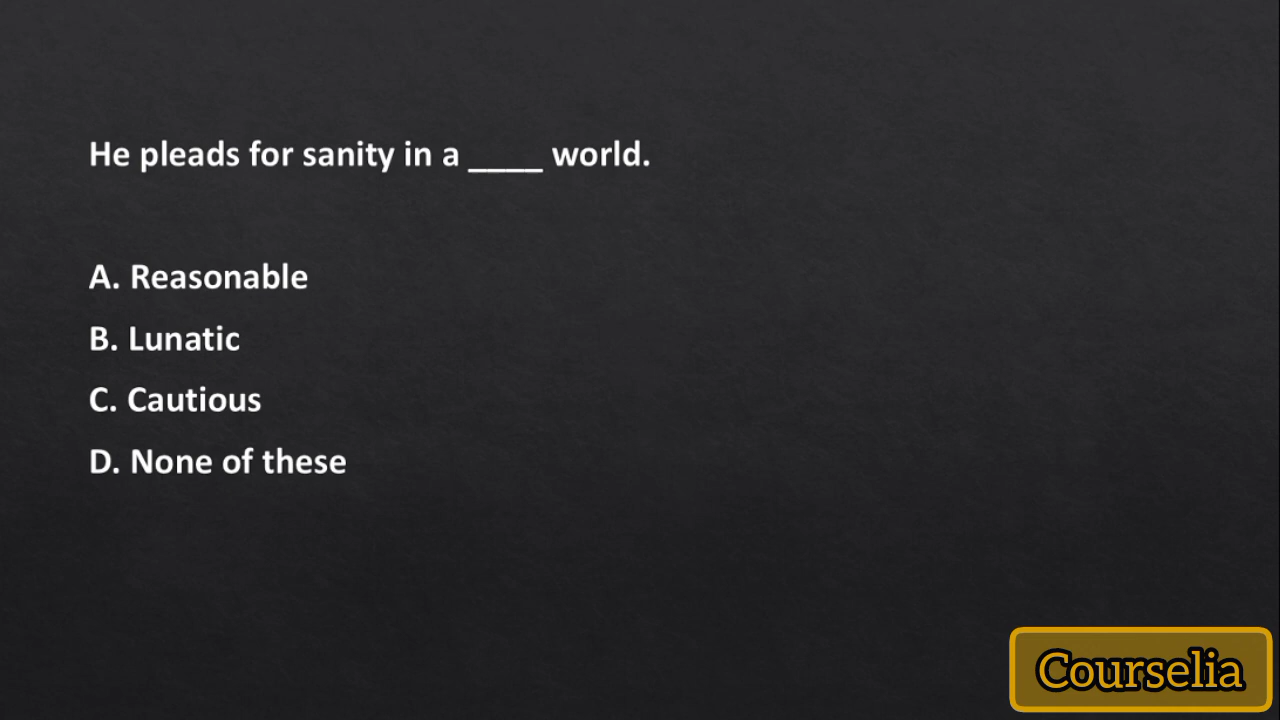 He pleads for sanity in a ____ world.
A. Reasonable
B. Lunatic
C. Cautious
D. None of these
Courselia